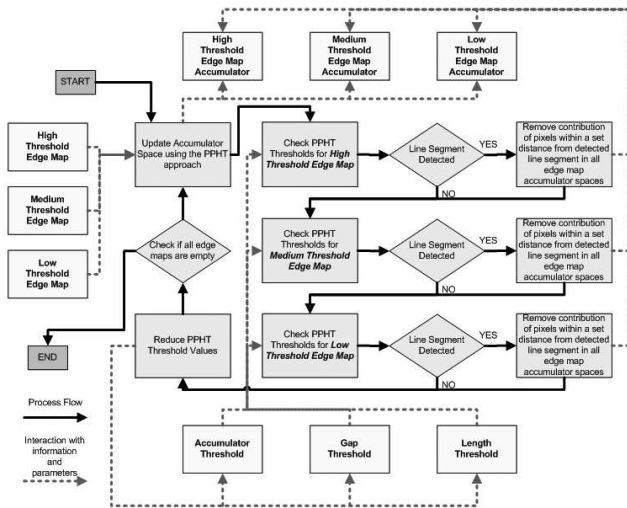 High
Threshold
Edge Map
Accumulator
Medium
Threshold
Edge Map
Accumulator
Low
Threshold
Edge Map
Accumulator
START
High
Threshold
Edge Map
Medium
Threshold
Edge Map
Low
Threshold
Edge Map
Update Accumulator
Space using the PPHT
approach
Check PPHT
Thresholds for High
Threshold Edge Map
Line Segment
Detected
YES
NO
Remove contribution
of pixels within a set
distance from detected
line segment in all
edge map
accumulator spaces
Check if all edge
maps are empty
Check PPHT
Thresholds for
Medium Threshold
Edge Map
Line Segment
Detected
YES
NO
Remove contribution
of pixels within a set
distance from detected
line segment in all
edge map
accumulator spaces
END
Reduce PPHT
Threshold Values
Check PPHT
Thresholds for Low
Threshold Edge Map
Line Segment
Detected
YES
NO
Remove contribution
of pixels within a set
distance from detected
line segment in all
edge map
accumulator spaces
Process Flow
Interaction with
information
and
parameters
Accumulator
Threshold
Gap
Threshold
Length
Threshold